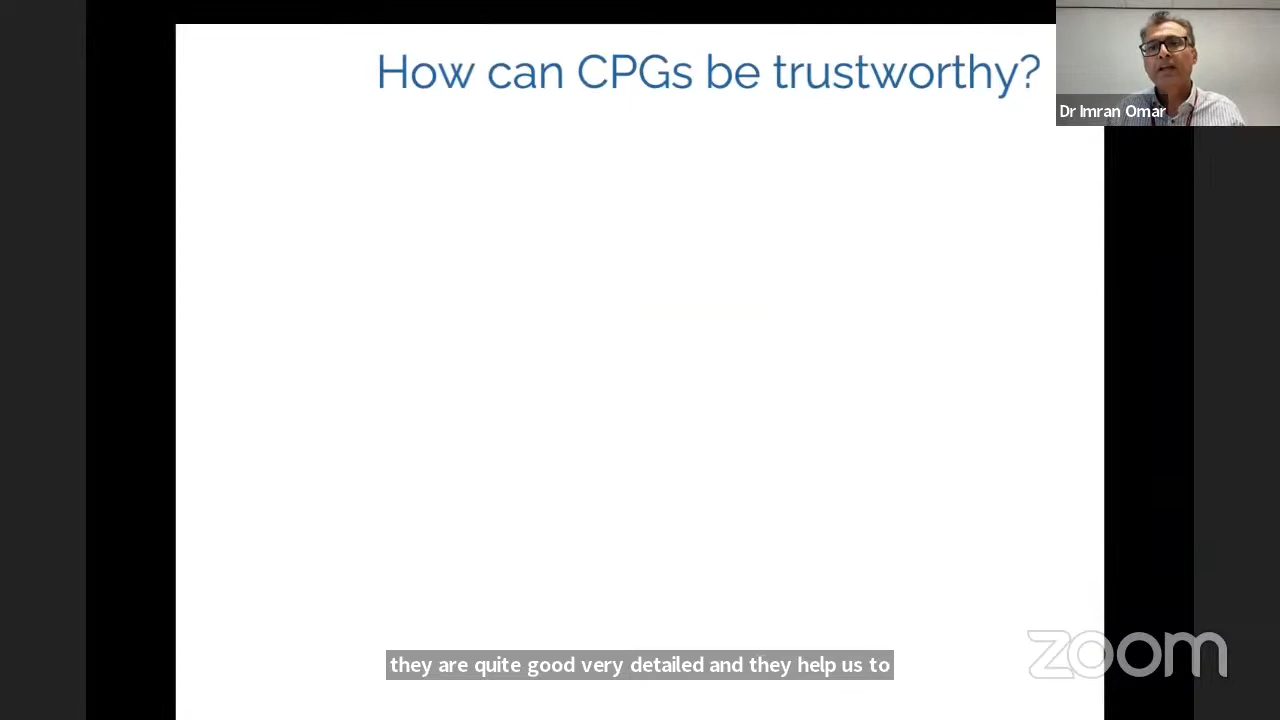 How can CPGs be trustworthy?
Dr Imran Omar
they are quite good very detailed and they help us to
zoom